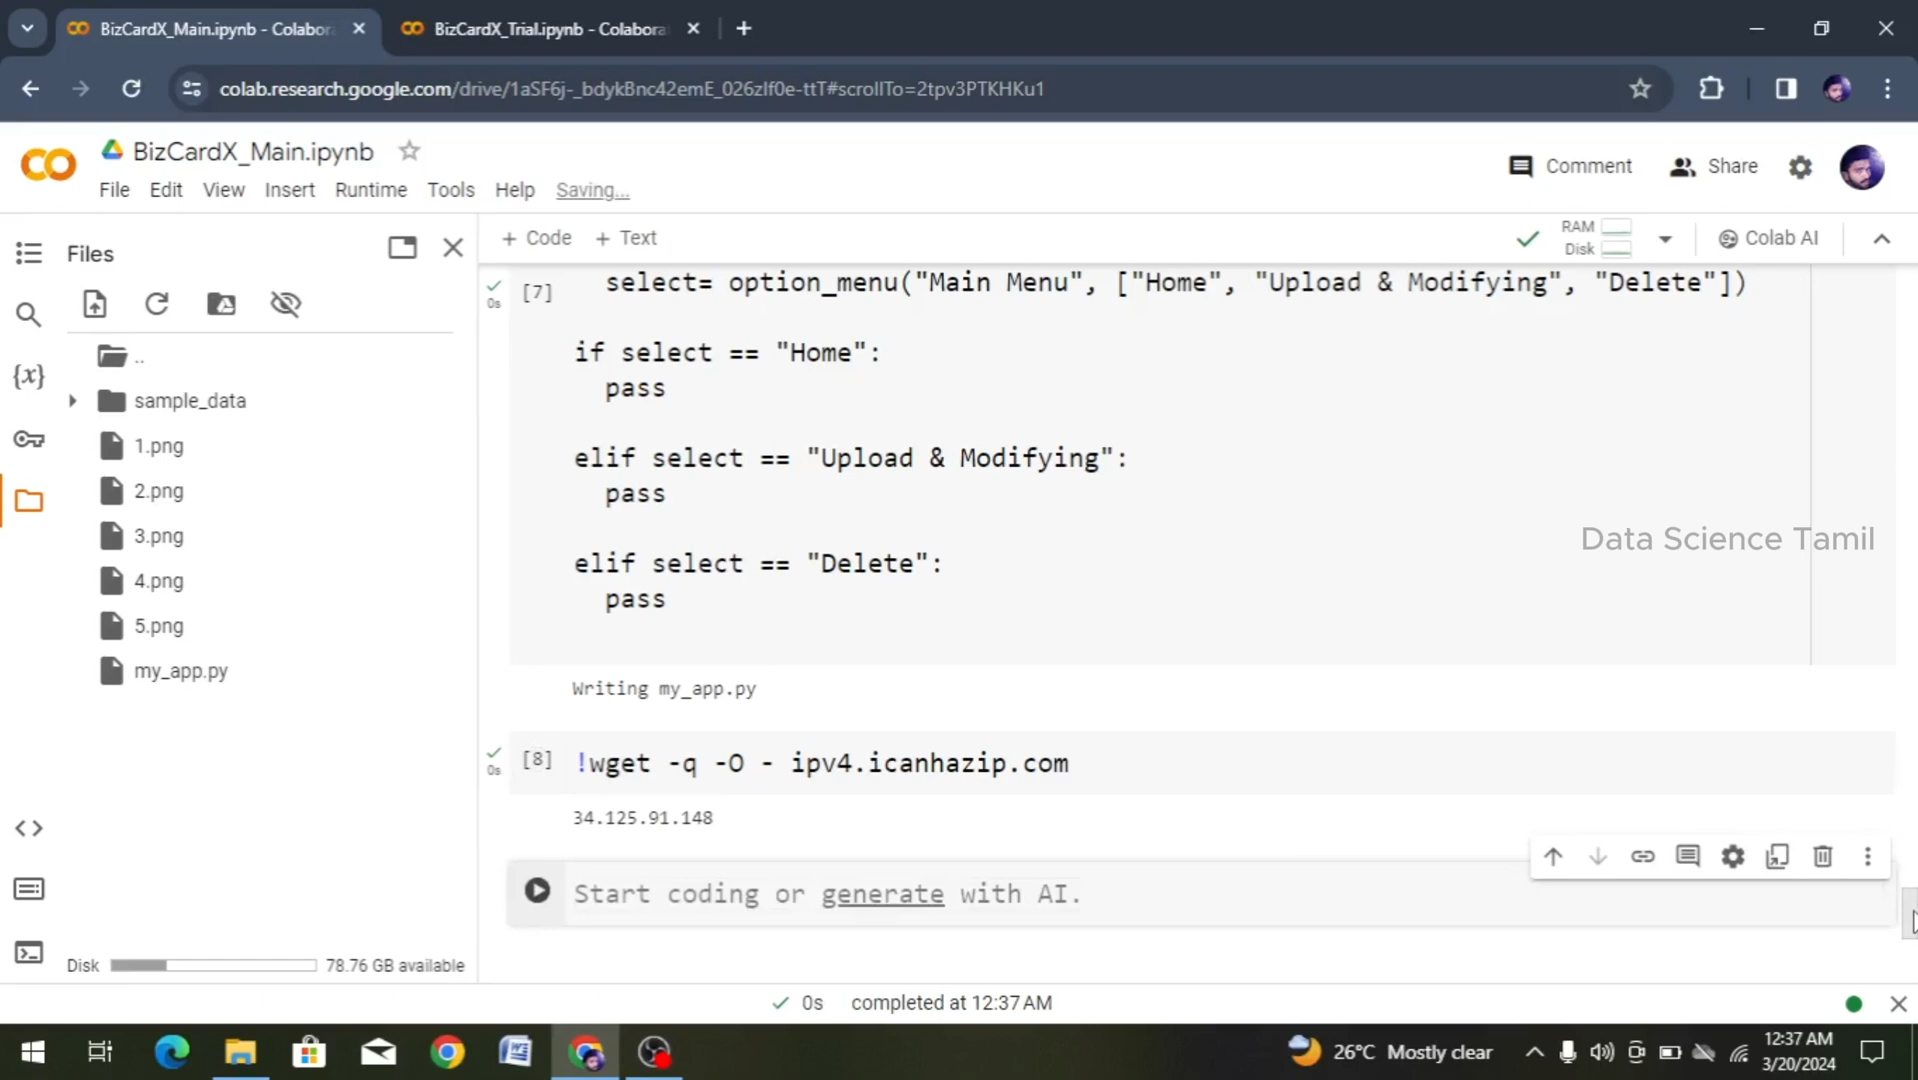 BizCardX_Main.ipynb - Colabor
BizCardX_Trial.ipynb - Colabora
colab.research.google.com/drive/1aSF6j-_bdykBnc42emE_026zIf0e-ttT#scrollTo=2tpv3PTKHKu1
BizCardX_Main.ipynb
Comment
Share
File Edit View Insert Runtime Tools Help Saving...
Files
+ Code + Text
RAM
Disk
Colab AI
..
sample_data
1.png
2.png
3.png
4.png
5.png
my_app.py
Disk
78.76 GB available
0s
[7]
select= option_menu("Main Menu", ["Home", "Upload & Modifying", "Delete"])
if select == "Home":
pass
elif select == "Upload & Modifying":
pass
elif select == "Delete":
pass
Data Science Tamil
Writing my_app.py
0s
[8] !wget -q -O - ipv4.icanhazip.com
34.125.91.148
Start coding or generate with AI.
0s completed at 12:37 AM
26°C Mostly clear
12:37 AM
3/20/2024